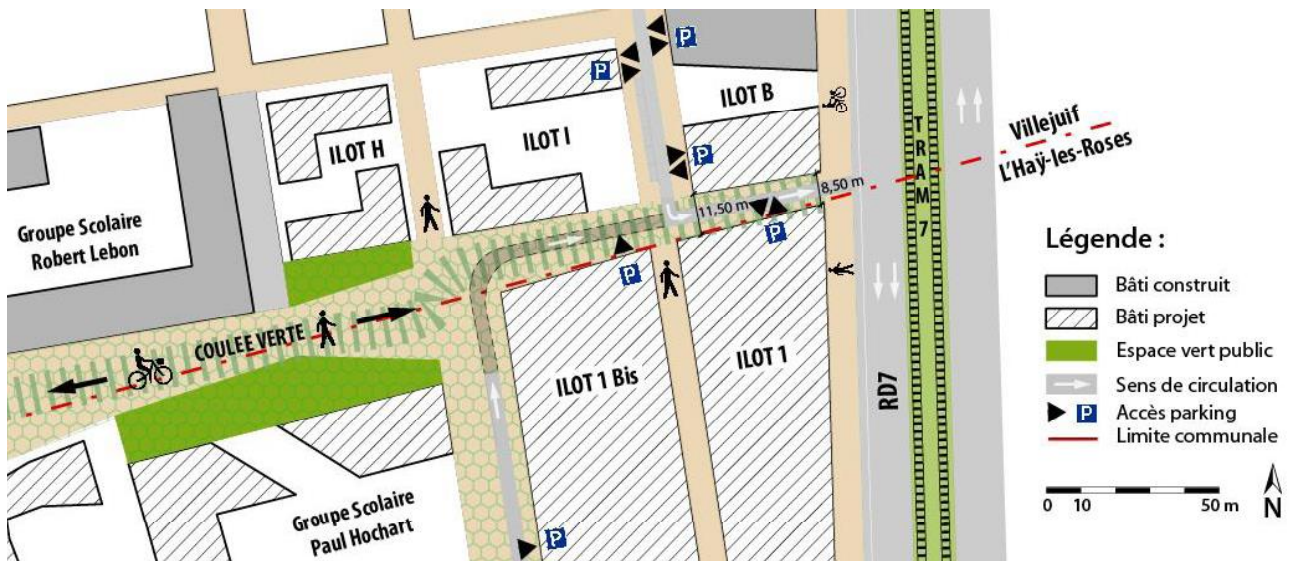 P
P
ILOT B
ILOT H
ILOT I
P
Villejuif
L'Haÿ-les-Roses
TRAM 7
8,50 m
11,50 m
P
P
Groupe Scolaire
Robert Lebon
COULEE VERTE
ILOT 1 Bis
ILOT 1
RD7
Groupe Scolaire
Paul Hochart
P
Légende :
Bâti construit
Bâti projet
Espace vert public
Sens de circulation
P Accès parking
Limite communale
0 10 50 m
N